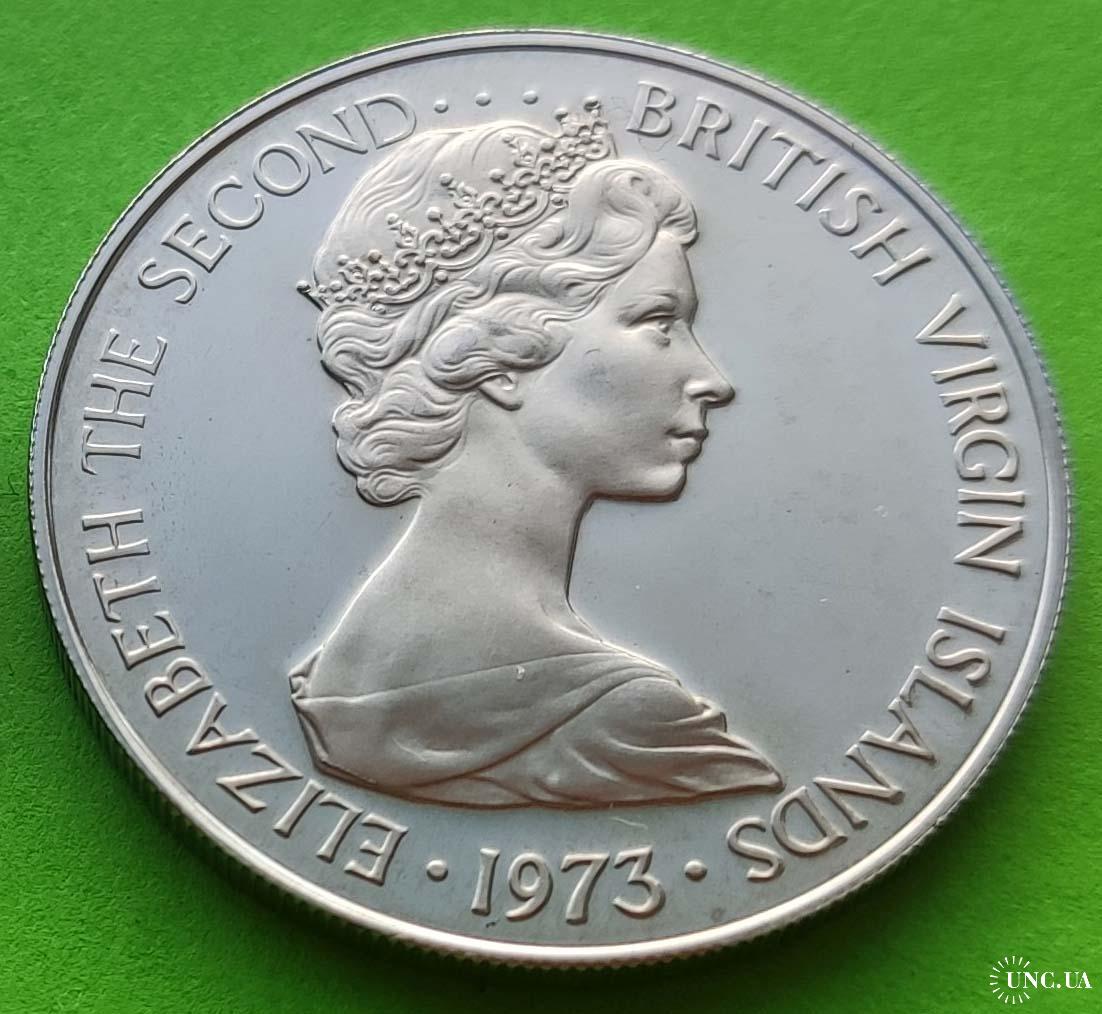 ELIZABETH THE SECOND.... BRITISH VIRGIN ISLANDS
· 1973 ·
UNC.UA